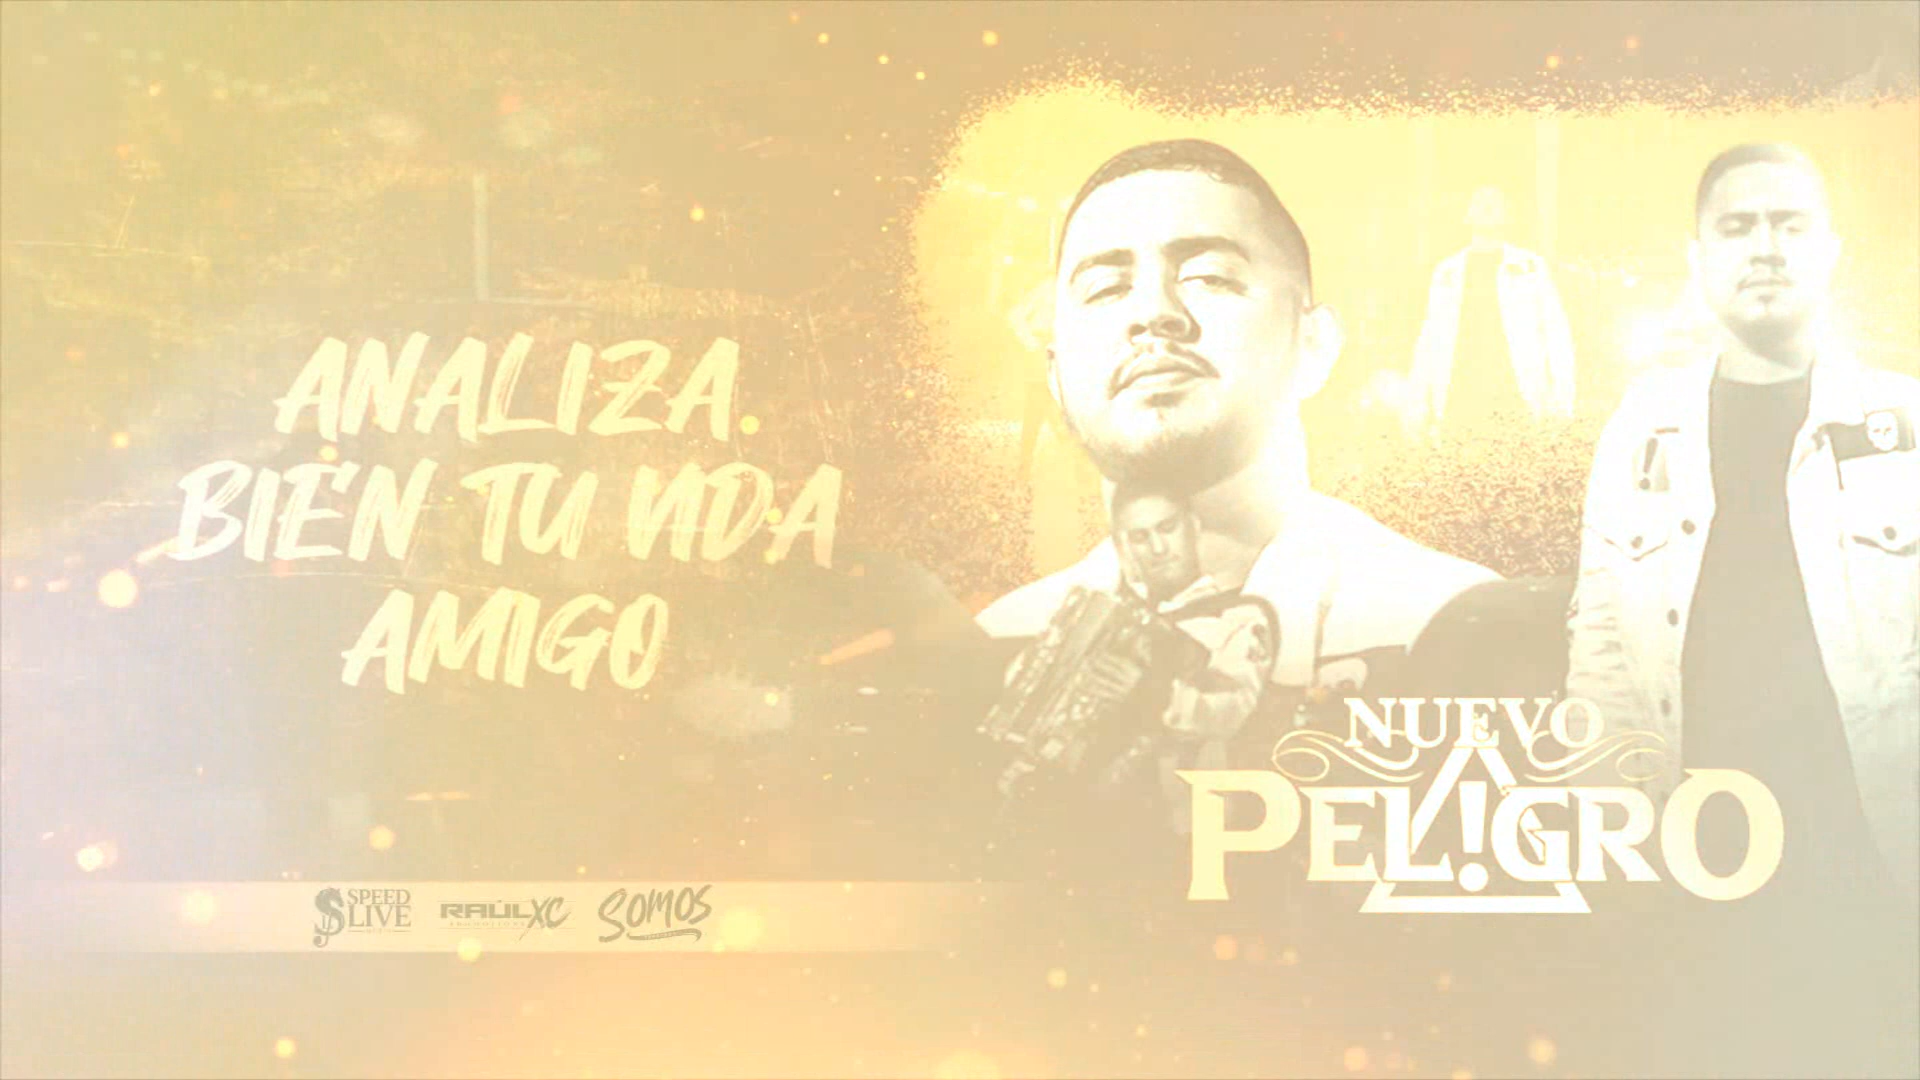 ANALIZA
BIEN TU VIDA
AMIGO
NUEVO
PEL!GRO
SPEED
LIVE
RAÚLXC
SOMOS